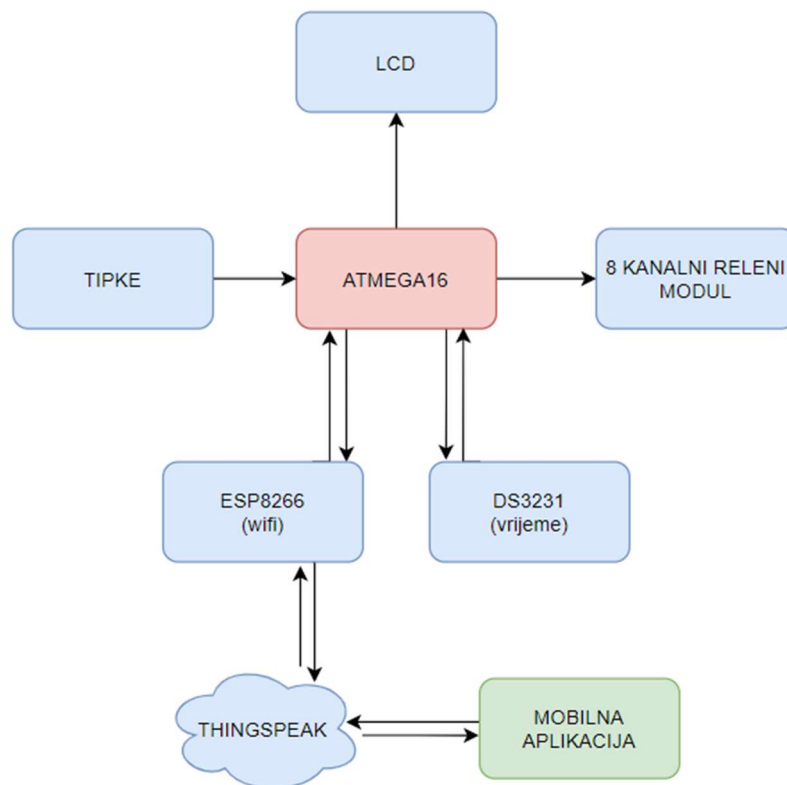 LCD
TIPKE
ATMEGA16
8 KANALNI RELENI
MODUL
ESP8266
(wifi)
DS3231
(vrijeme)
THINGSPEAK
MOBILNA
APLIKACIJA